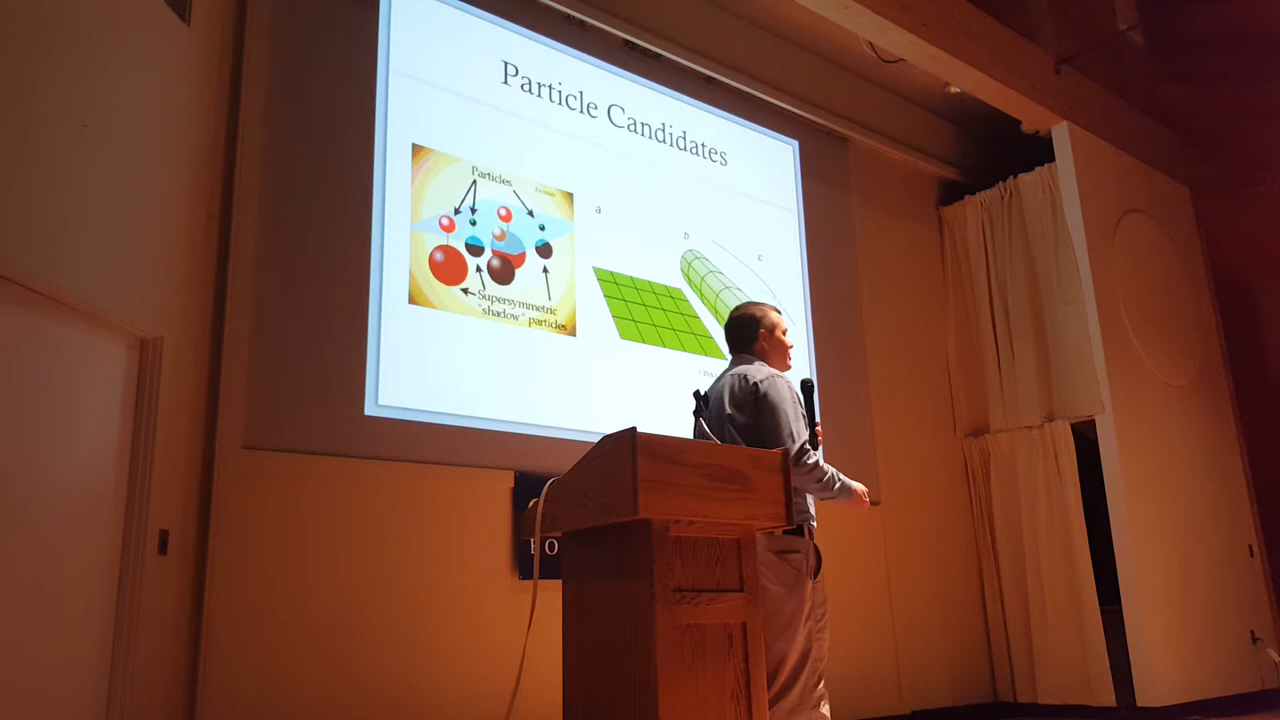 Particle Candidates
Particles
a
b
c
Supersymmetric
"shadow" particles